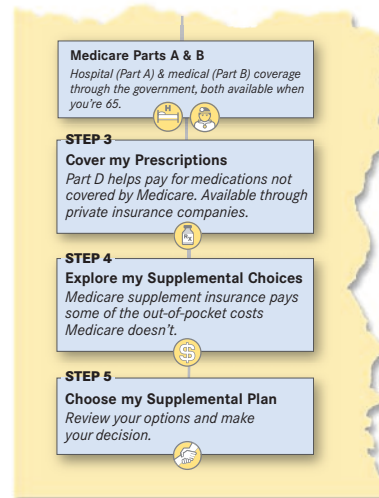 Medicare Parts A & B
Hospital (Part A) & medical (Part B) coverage
through the government, both available when
you're 65.
H
STEP 3
Cover my Prescriptions
Part D helps pay for medications not
covered by Medicare. Available through
private insurance companies.
Rx
STEP 4
Explore my Supplemental Choices
Medicare supplement insurance pays
some of the out-of-pocket costs
Medicare doesn't.
$
STEP 5
Choose my Supplemental Plan
Review your options and make
your decision.